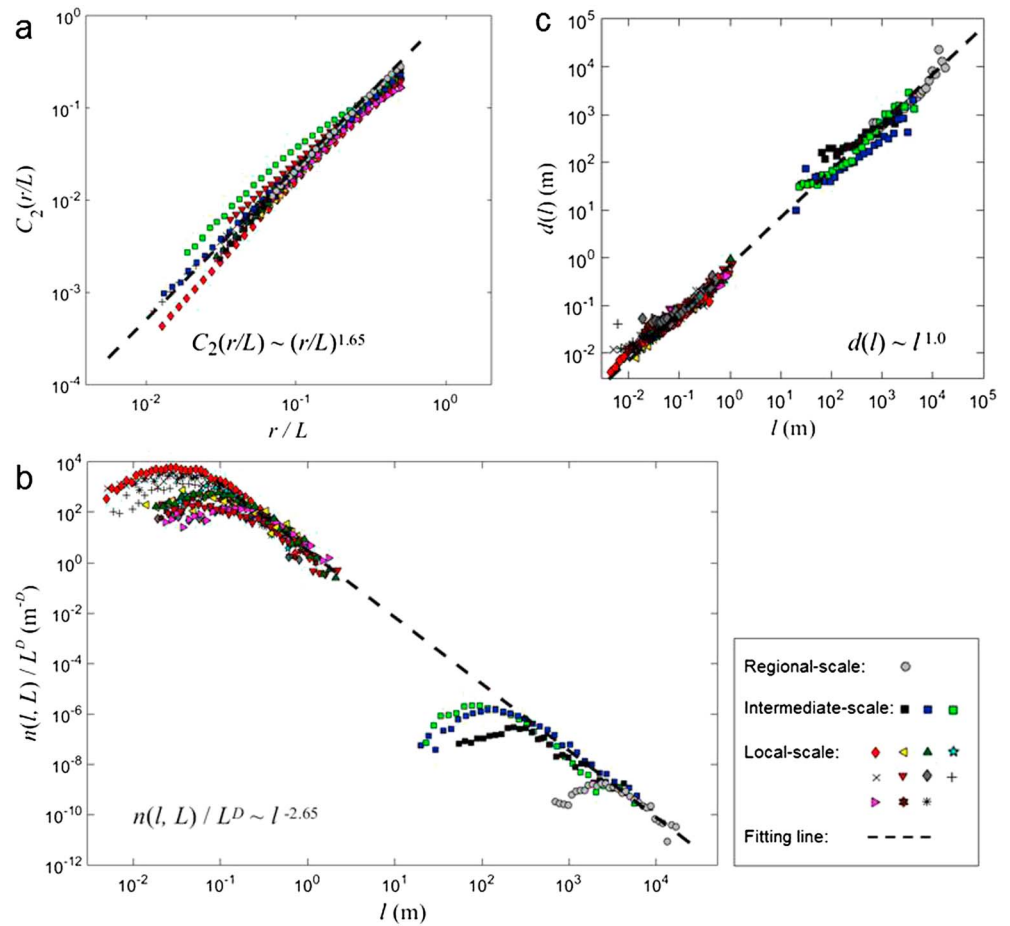 a
10^0
10^-1
10^-2
10^-3
10^-4
C2(r/L)
C2(r/L) ~ (r/L)^1.65
10^-2 10^-1 10^0
r / L
c
10^5
10^4
10^3
10^2
10^1
10^0
10^-1
10^-2
d(l) (m)
d(l) ~ l^1.0
10^-2 10^-1 10^0 10^1 10^2 10^3 10^4 10^5
l (m)
b
10^4
10^2
10^0
10^-2
10^-4
10^-6
10^-8
10^-10
10^-12
n(l, L) / L^D (m^-D)
n(l, L) / L^D ~ l^-2.65
10^-2 10^-1 10^0 10^1 10^2 10^3 10^4
l (m)
Regional-scale:
Intermediate-scale:
Local-scale:
Fitting line: